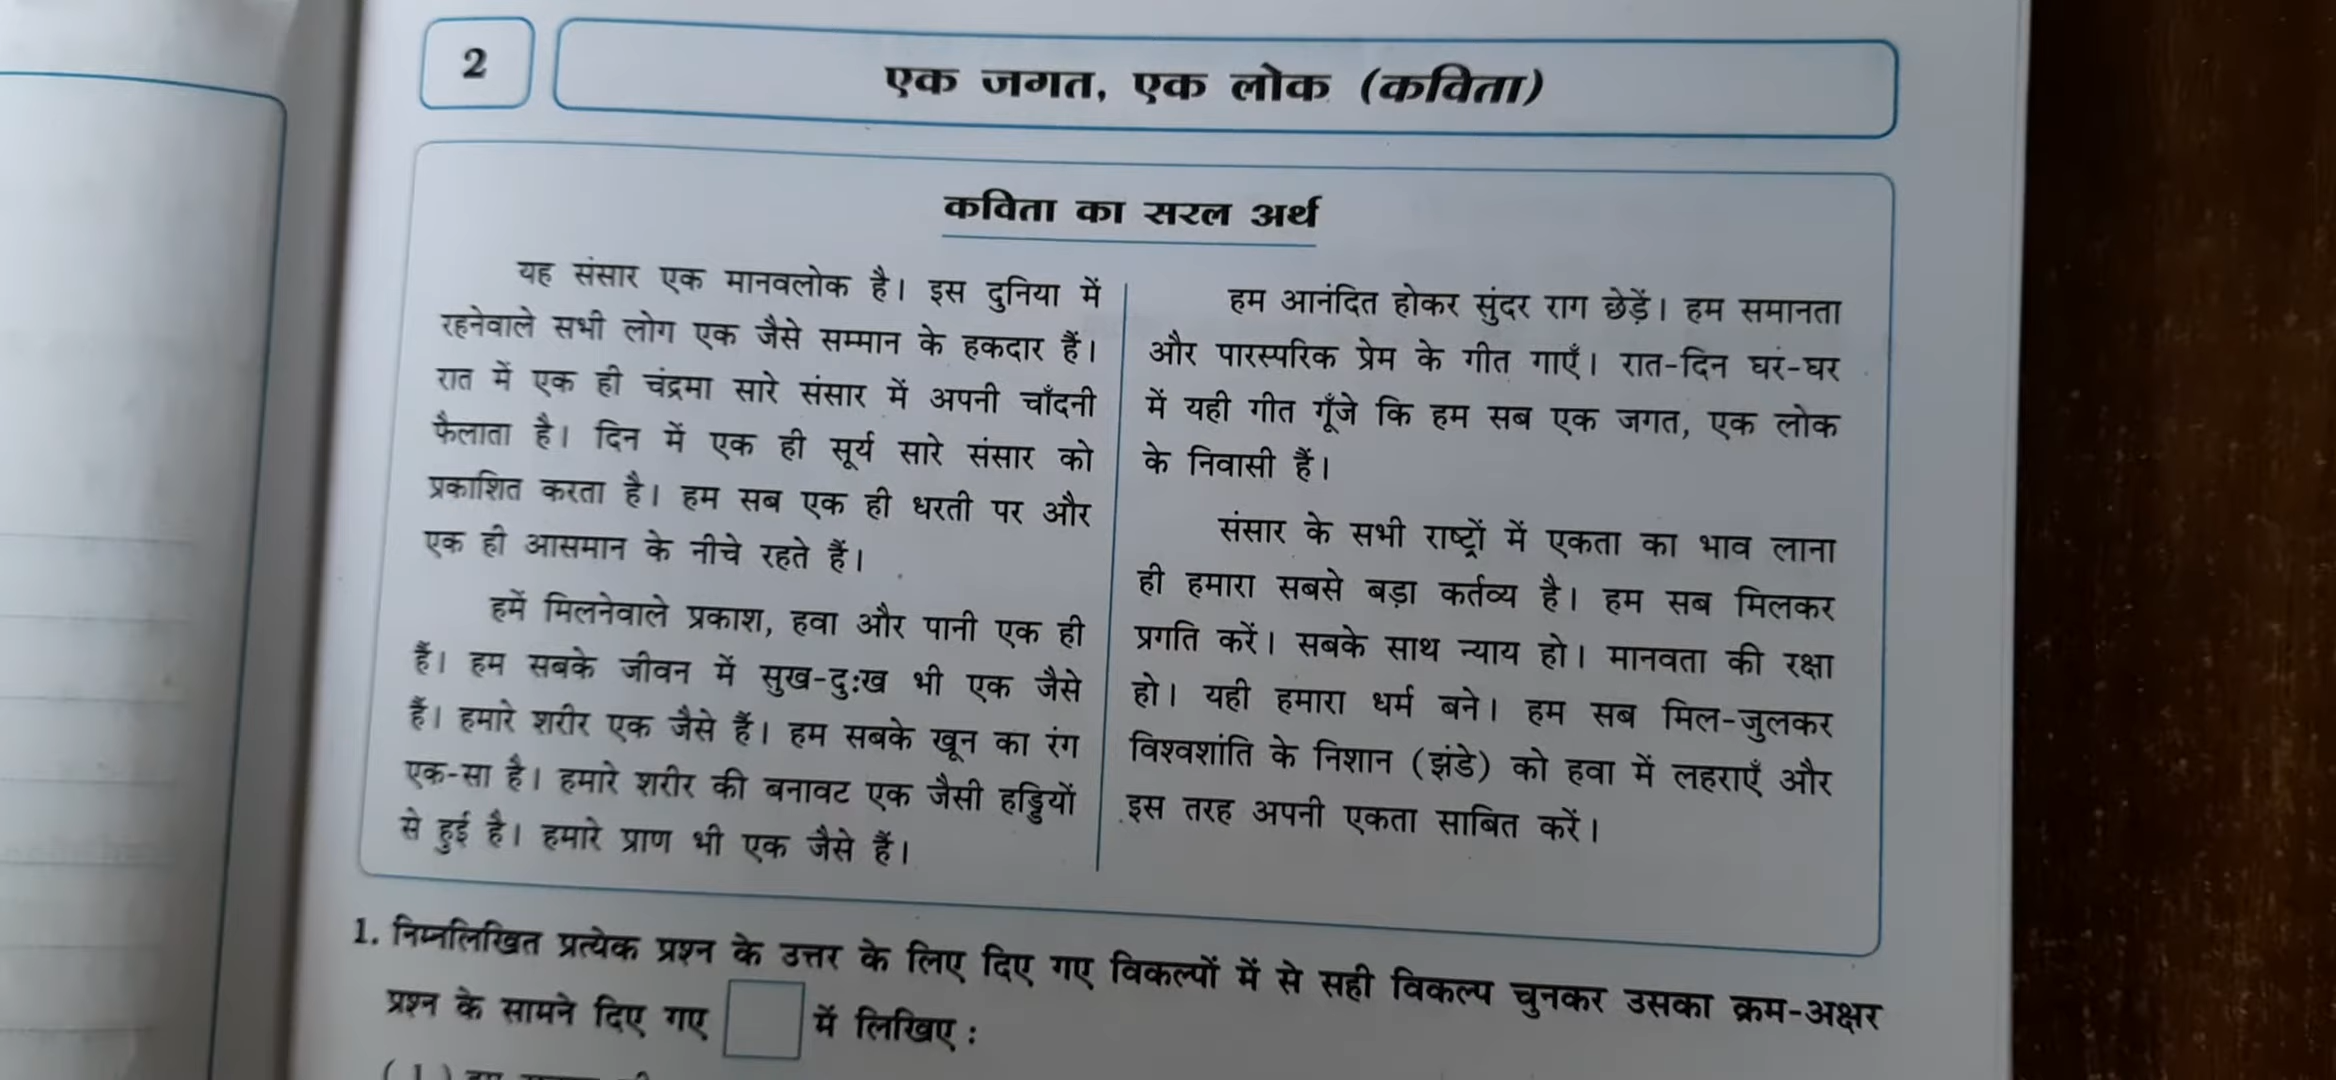 2
एक जगत, एक लोक (कविता)
कविता का सरल अर्थ
यह संसार एक मानवलोक है। इस दुनिया में
रहनेवाले सभी लोग एक जैसे सम्मान के हकदार हैं।
रात में एक ही चंद्रमा सारे संसार में अपनी चाँदनी
फैलाता है। दिन में एक ही सूर्य सारे संसार को
प्रकाशित करता है। हम सब एक ही धरती पर और
एक ही आसमान के नीचे रहते हैं।
हमें मिलनेवाले प्रकाश, हवा और पानी एक ही
हैं। हम सबके जीवन में सुख-दुःख भी एक जैसे
हैं। हमारे शरीर एक जैसे हैं। हम सबके खून का रंग
एक-सा है। हमारे शरीर की बनावट एक जैसी हड्डियों
से हुई है। हमारे प्राण भी एक जैसे हैं।
हम आनंदित होकर सुंदर राग छेड़ें। हम समानता
और पारस्परिक प्रेम के गीत गाएँ। रात-दिन घर-घर
में यही गीत गूँजे कि हम सब एक जगत, एक लोक
के निवासी हैं।
संसार के सभी राष्ट्रों में एकता का भाव लाना
ही हमारा सबसे बड़ा कर्तव्य है। हम सब मिलकर
प्रगति करें। सबके साथ न्याय हो। मानवता की रक्षा
हो। यही हमारा धर्म बने। हम सब मिल-जुलकर
विश्वशांति के निशान (झंडे) को हवा में लहराएँ और
इस तरह अपनी एकता साबित करें।
1. निम्नलिखित प्रत्येक प्रश्न के उत्तर के लिए दिए गए विकल्पों में से सही विकल्प चुनकर उसका क्रम-अक्षर
प्रश्न के सामने दिए गए में लिखिए :
(1)